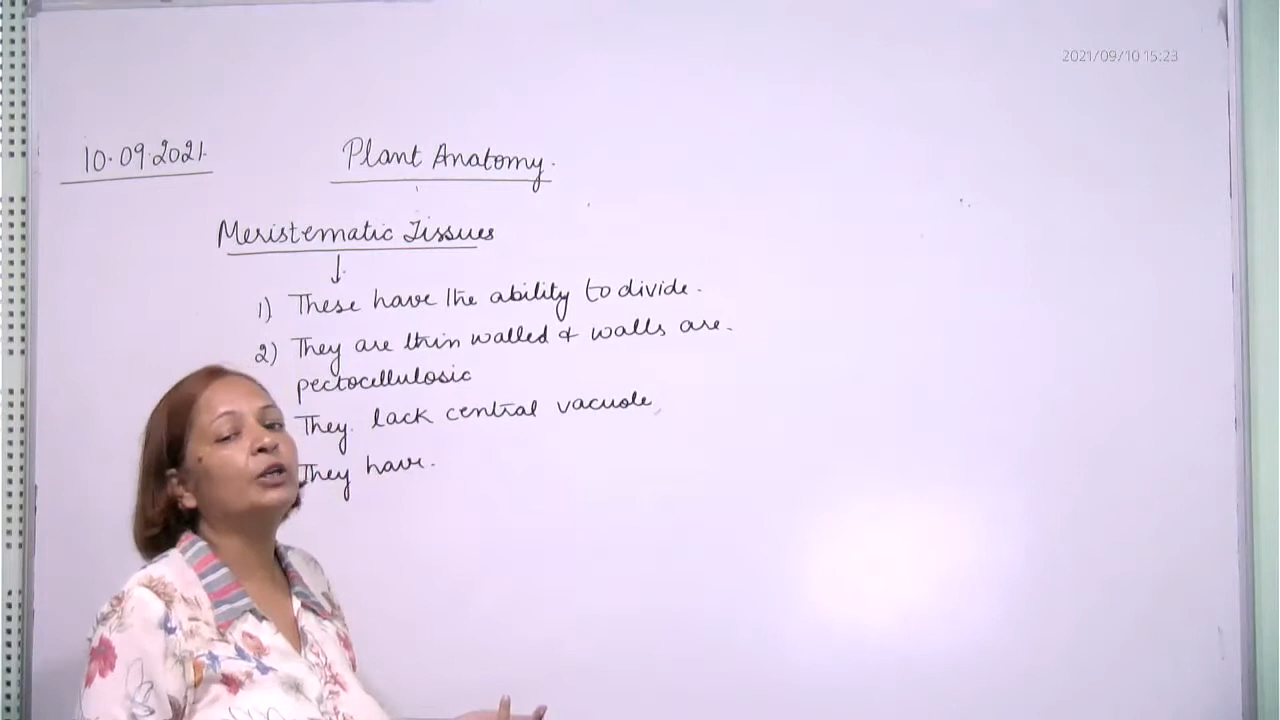 2021/09/10 15:23
10.09.2021.
Plant Anatomy.
Meristematic Tissues
1) These have the ability to divide.
2) They are thin walled & walls are.
pectocellulosic
They. lack central vacuole
They have.